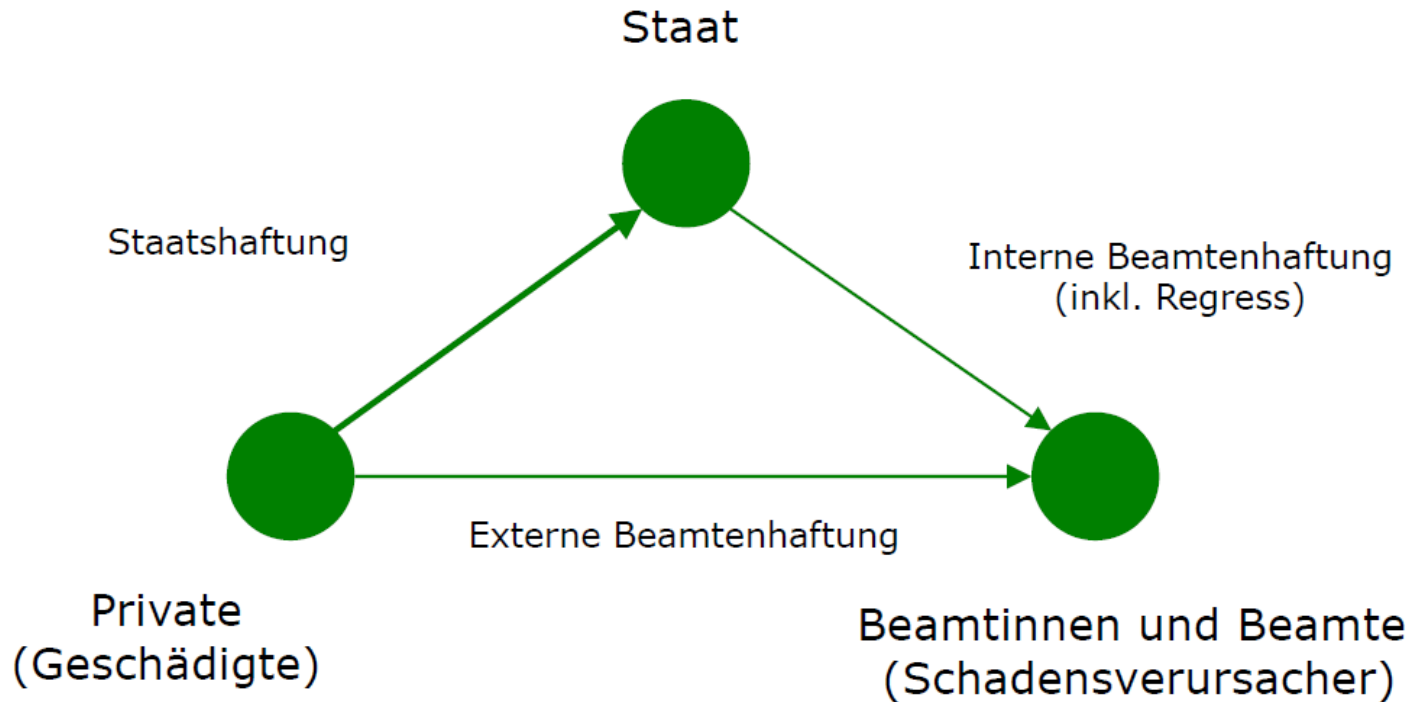 Staat
Staatshaftung
Interne Beamtenhaftung
(inkl. Regress)
Externe Beamtenhaftung
Private
(Geschädigte)
Beamtinnen und Beamte
(Schadensverursacher)